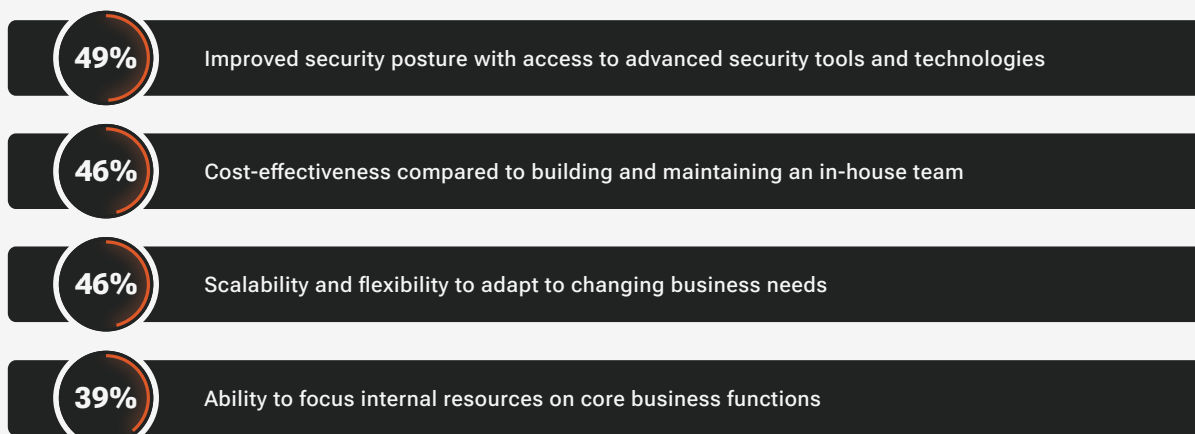 49% Improved security posture with access to advanced security tools and technologies
46% Cost-effectiveness compared to building and maintaining an in-house team
46% Scalability and flexibility to adapt to changing business needs
39% Ability to focus internal resources on core business functions